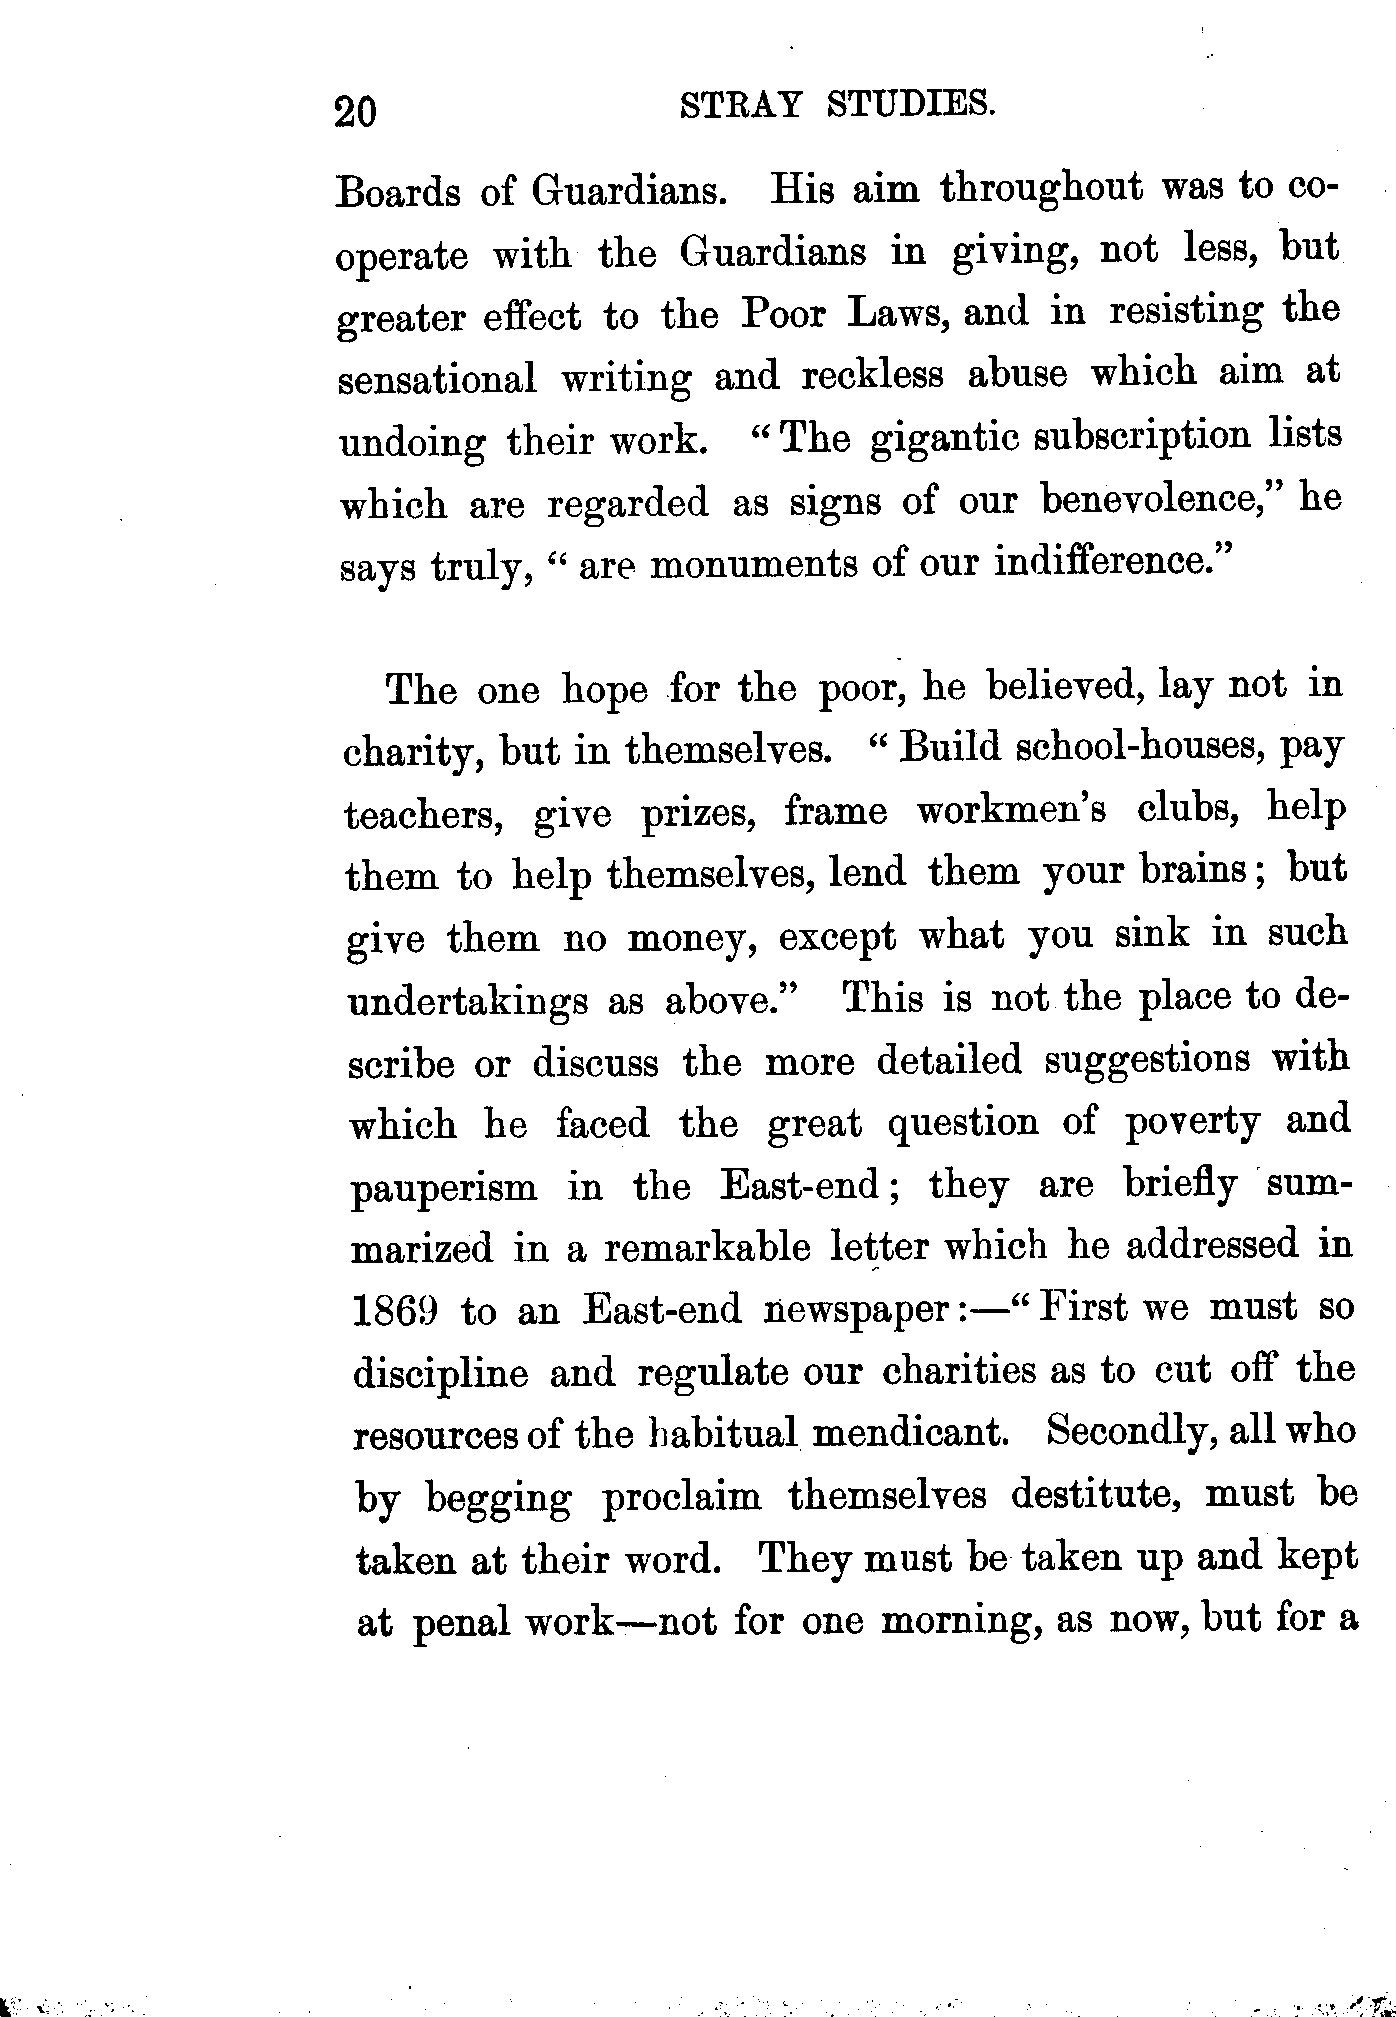 20 STRAY STUDIES.
Boards of Guardians. His aim throughout was to co-
operate with the Guardians in giving, not less, but
greater effect to the Poor Laws, and in resisting the
sensational writing and reckless abuse which aim at
undoing their work. “ The gigantic subscription lists
which are regarded as signs of our benevolence,” he
says truly, “ are monuments of our indifference.”
The one hope for the poor, he believed, lay not in
charity, but in themselves. “ Build school-houses, pay
teachers, give prizes, frame workmen’s clubs, help
them to help themselves, lend them your brains ; but
give them no money, except what you sink in such
undertakings as above.” This is not the place to de-
scribe or discuss the more detailed suggestions with
which he faced the great question of poverty and
pauperism in the East-end ; they are briefly sum-
marized in a remarkable letter which he addressed in
1869 to an East-end newspaper :—“ First we must so
discipline and regulate our charities as to cut off the
resources of the habitual mendicant. Secondly, all who
by begging proclaim themselves destitute, must be
taken at their word. They must be taken up and kept
at penal work—not for one morning, as now, but for a